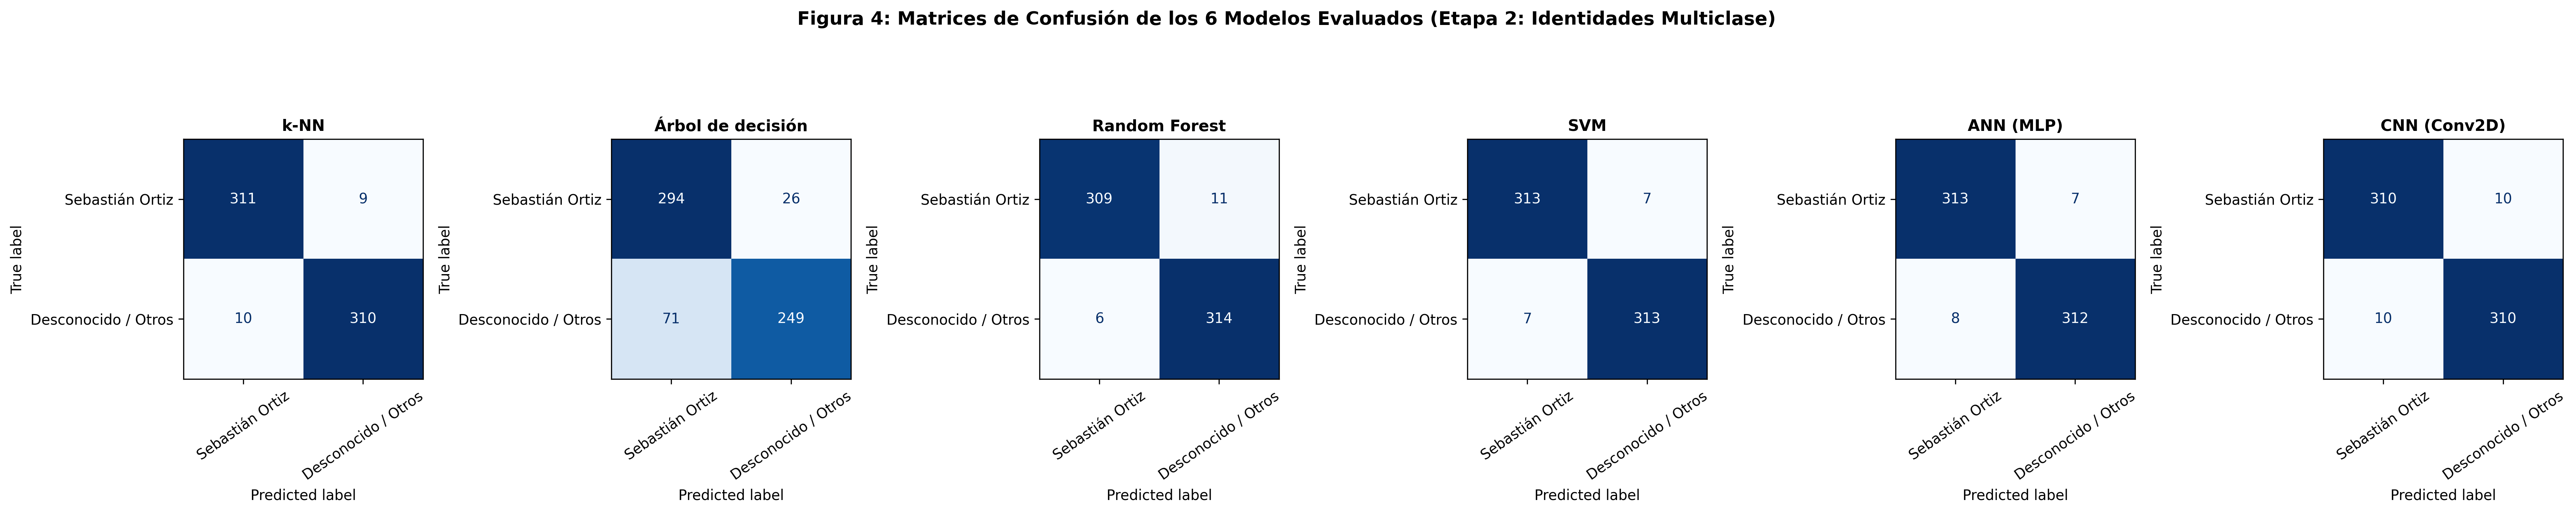 Figura 4: Matrices de Confusión de los 6 Modelos Evaluados (Etapa 2: Identidades Multiclase)
k-NN
True label
Sebastián Ortiz
311 9
Desconocido / Otros
10 310
Sebastián Ortiz
Desconocido / Otros
Predicted label
Árbol de decisión
True label
Sebastián Ortiz
294 26
Desconocido / Otros
71 249
Sebastián Ortiz
Desconocido / Otros
Predicted label
Random Forest
True label
Sebastián Ortiz
309 11
Desconocido / Otros
6 314
Sebastián Ortiz
Desconocido / Otros
Predicted label
SVM
True label
Sebastián Ortiz
313 7
Desconocido / Otros
7 313
Sebastián Ortiz
Desconocido / Otros
Predicted label
ANN (MLP)
True label
Sebastián Ortiz
313 7
Desconocido / Otros
8 312
Sebastián Ortiz
Desconocido / Otros
Predicted label
CNN (Conv2D)
True label
Sebastián Ortiz
310 10
Desconocido / Otros
10 310
Sebastián Ortiz
Desconocido / Otros
Predicted label